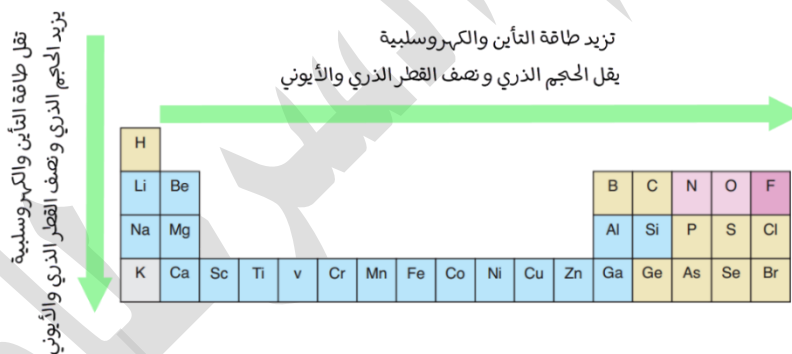 تزيد طاقة التأين والكهروسلبية
يقل الحجم الذري ونصف القطر الذري والأيوني
تقل طاقة التأين والكهروسلبية
يزيد الحجم الذري ونصف القطر الذري والأيوني
H
Li Be B C N O F
Na Mg Al Si P S Cl
K Ca Sc Ti v Cr Mn Fe Co Ni Cu Zn Ga Ge As Se Br